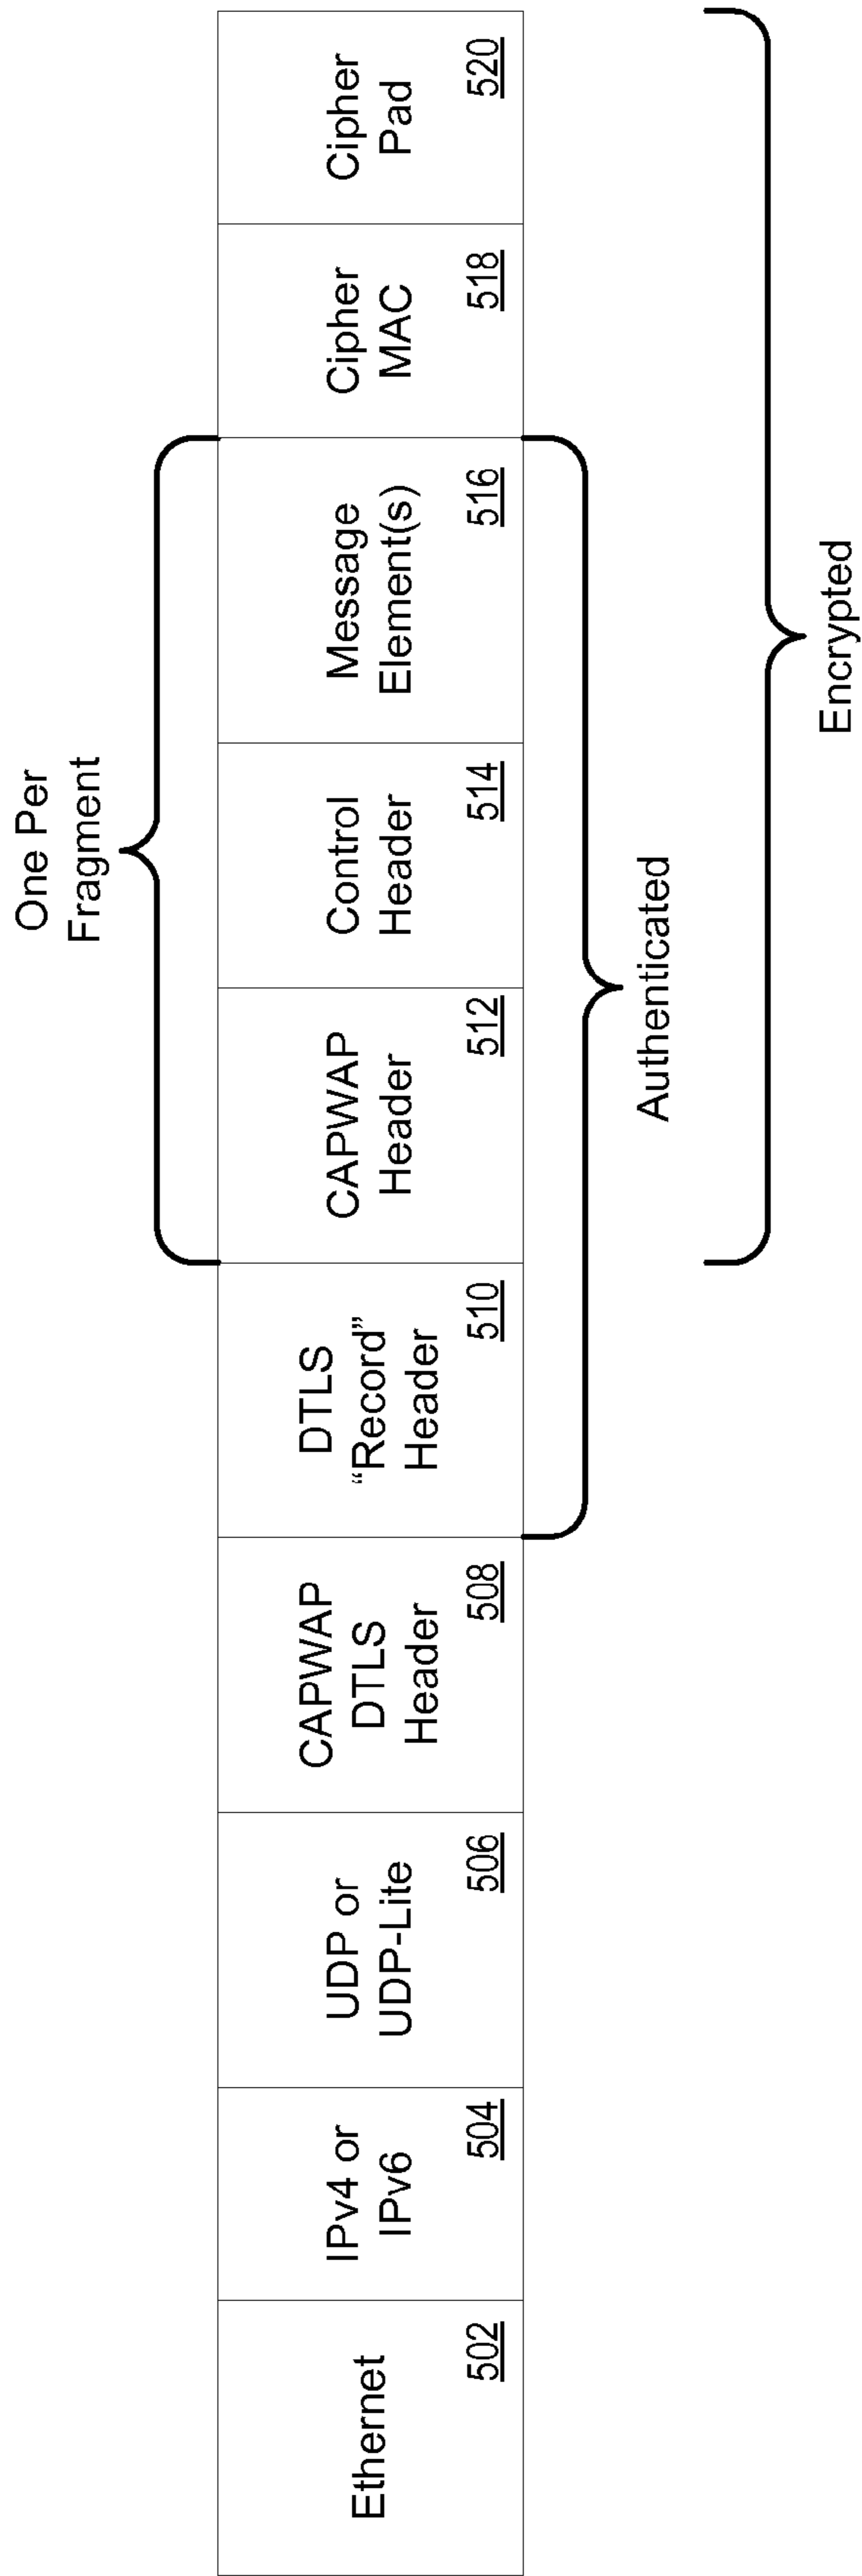 One Per
Fragment
Ethernet
502
IPv4 or
IPv6
504
UDP or
UDP-Lite
506
CAPWAP
DTLS
Header
508
DTLS
“Record”
Header
510
CAPWAP
Header
512
Control
Header
514
Message
Element(s)
516
Cipher
MAC
518
Cipher
Pad
520
Authenticated
Encrypted